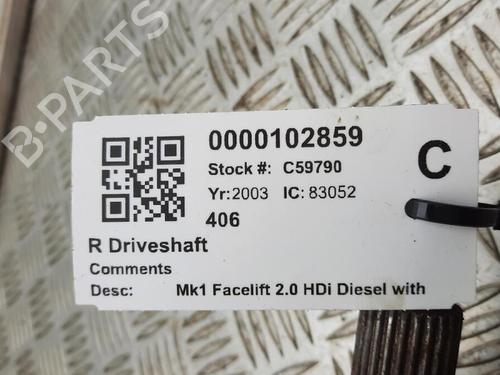 B-PARTS
0000102859
Stock #: C59790
C
Yr: 2003 IC: 83052
406
R Driveshaft
Comments
Desc: Mk1 Facelift 2.0 HDi Diesel with